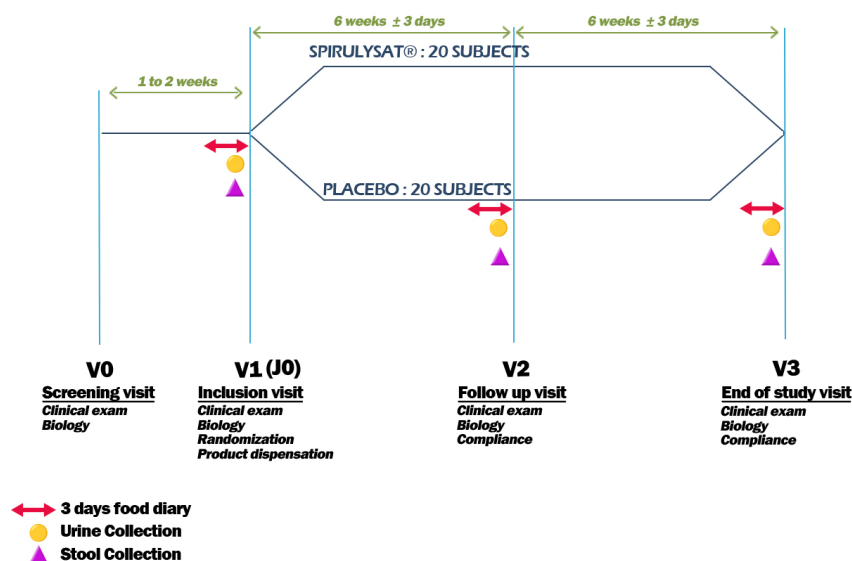 6 weeks ± 3 days
6 weeks ± 3 days
SPIRULYSAT® : 20 SUBJECTS
1 to 2 weeks
PLACEBO : 20 SUBJECTS
V0
Screening visit
Clinical exam
Biology
V1 (J0)
Inclusion visit
Clinical exam
Biology
Randomization
Product dispensation
V2
Follow up visit
Clinical exam
Biology
Compliance
V3
End of study visit
Clinical exam
Biology
Compliance
3 days food diary
Urine Collection
Stool Collection